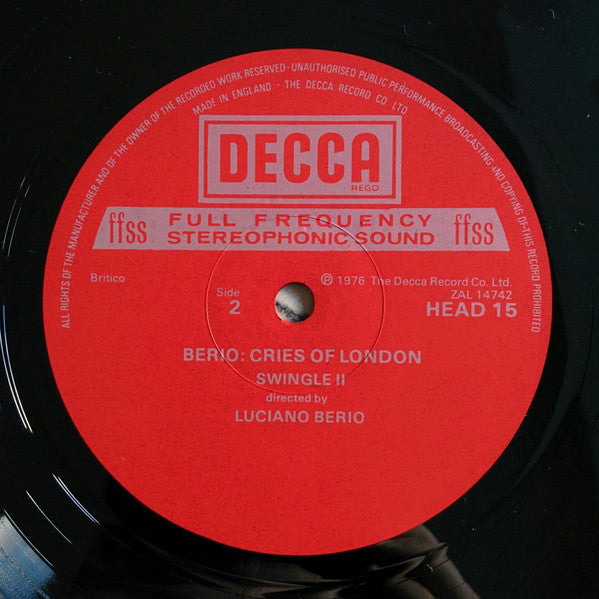 ALL RIGHTS OF THE MANUFACTURER AND OF THE OWNER OF THE RECORDED WORK RESERVED · UNAUTHORISED PUBLIC PERFORMANCE BROADCASTING AND COPYING OF THIS RECORD PROHIBITED
MADE IN ENGLAND · THE DECCA RECORD CO LTD
DECCA
REGD
ffss FULL FREQUENCY ffss
STEREOPHONIC SOUND
Britico
Ⓟ 1976 The Decca Record Co. Ltd.
Side
2
ZAL 14742
HEAD 15
BERIO: CRIES OF LONDON
SWINGLE II
directed by
LUCIANO BERIO